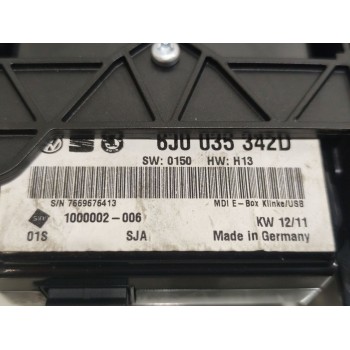 6J0 035 342D
SW: 0150 HW: H13
S/N 7669676413 MDI E-Box Klinke/USB
1000002-006 KW 12/11
01S SJA Made in Germany